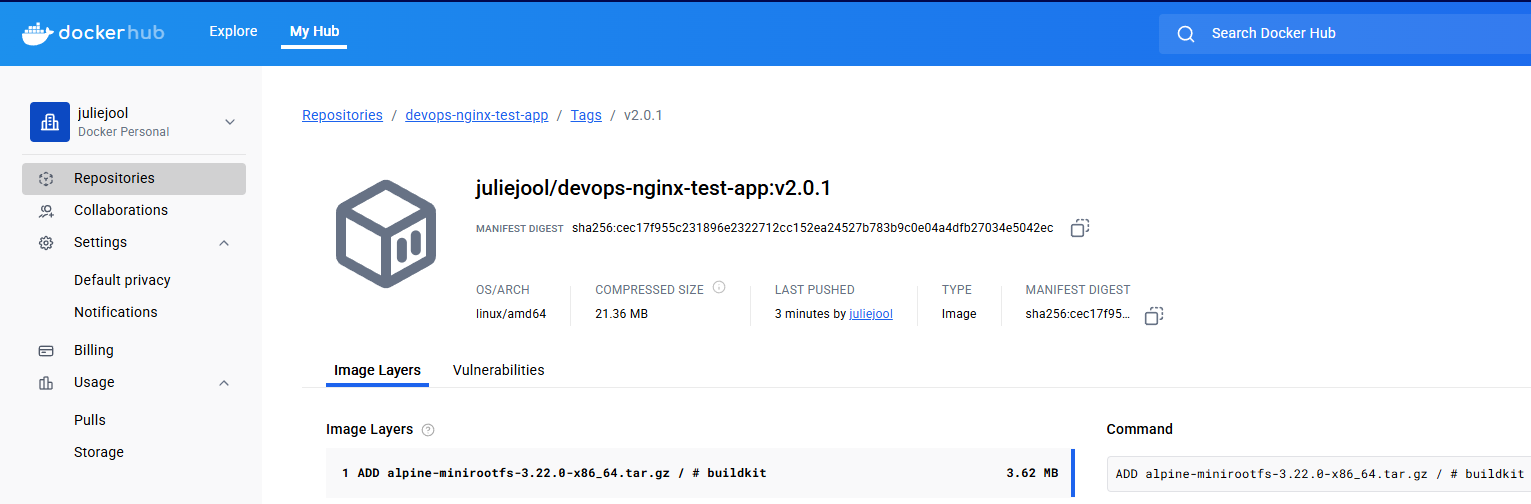 dockerhub Explore My Hub Search Docker Hub
juliejool
Docker Personal
Repositories
Collaborations
Settings
Default privacy
Notifications
Billing
Usage
Pulls
Storage
Repositories / devops-nginx-test-app / Tags / v2.0.1
juliejool/devops-nginx-test-app:v2.0.1
MANIFEST DIGEST sha256:cec17f955c231896e2322712cc152ea24527b783b9c0e04a4dfb27034e5042ec
OS/ARCH COMPRESSED SIZE LAST PUSHED TYPE MANIFEST DIGEST
linux/amd64 21.36 MB 3 minutes by juliejool Image sha256:cec17f95...
Image Layers Vulnerabilities
Image Layers Command
1 ADD alpine-minirootfs-3.22.0-x86_64.tar.gz / # buildkit 3.62 MB
ADD alpine-minirootfs-3.22.0-x86_64.tar.gz / # buildkit